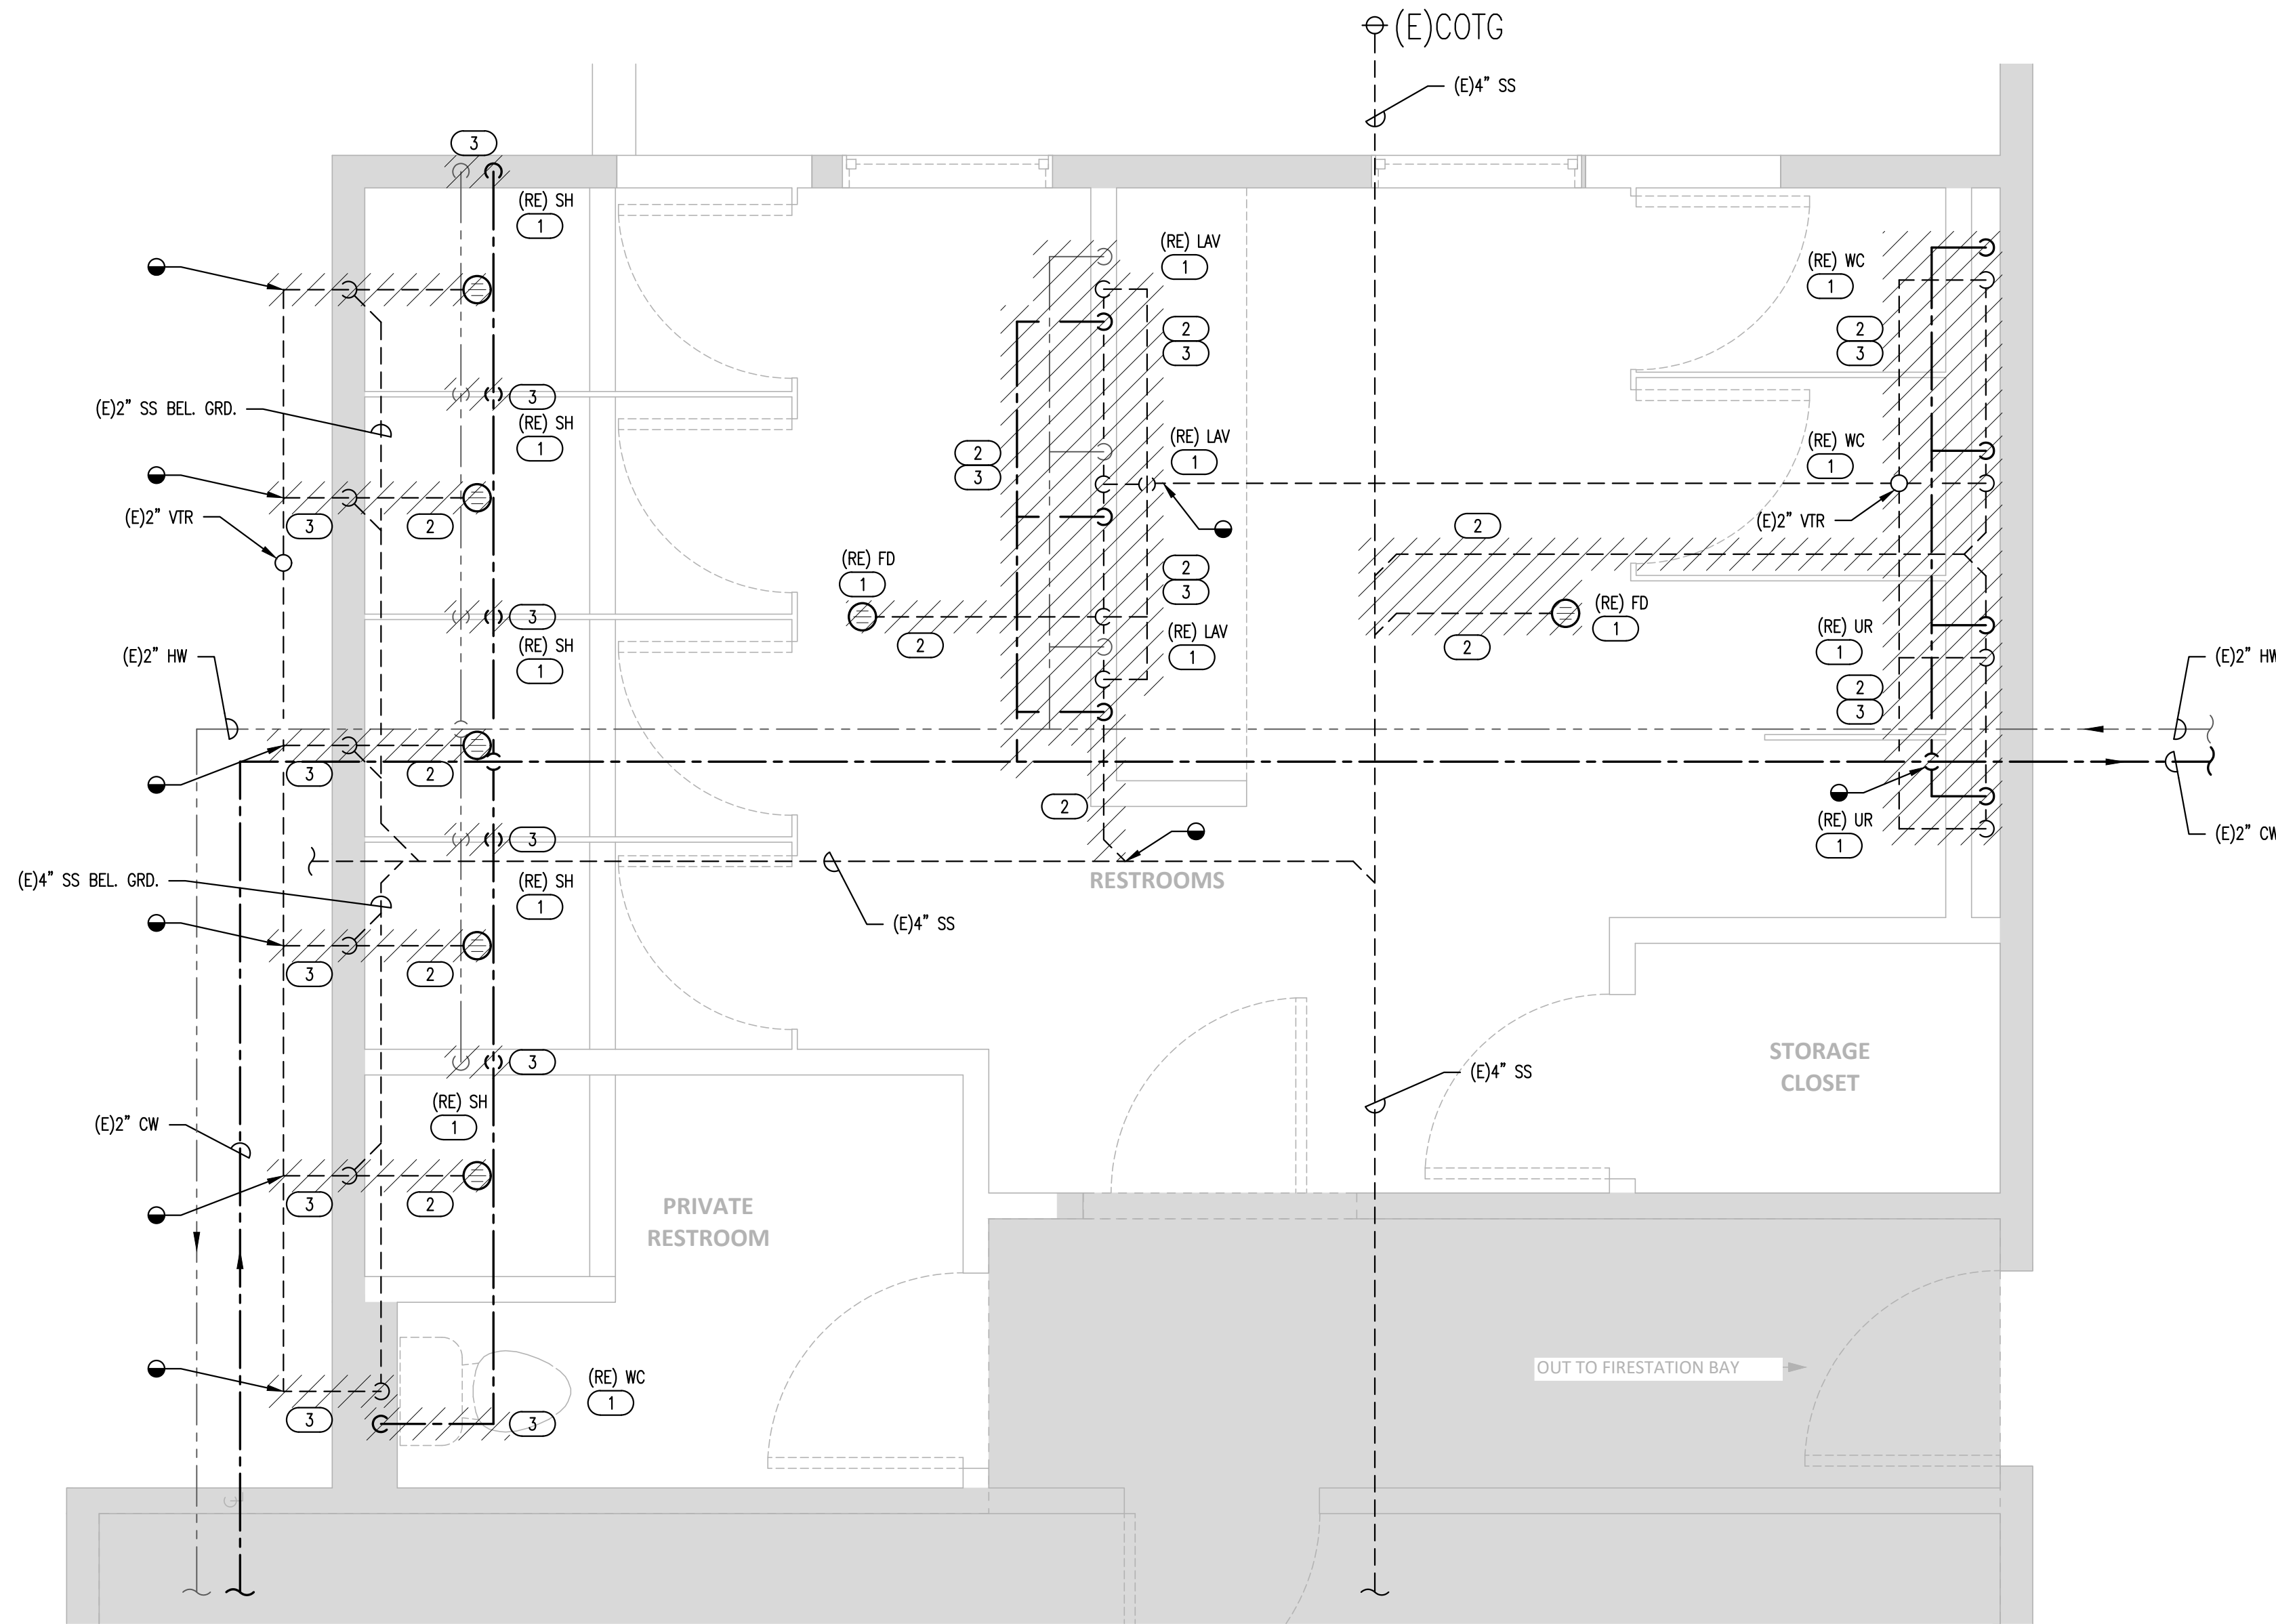 (E)COTG
(E)4" SS
3
(RE) SH
1
(RE) LAV
1
(RE) WC
1
2
3
2
3
(E)2" SS BEL. GRD.
3
(RE) SH
1
2
3
(RE) LAV
1
(RE) WC
1
(E)2" VTR
3
2
2
(E)2" VTR
(RE) FD
1
2
3
(RE) FD
1
3
(RE) SH
1
2
(RE) LAV
1
2
(RE) UR
1
2
3
(E)2" HW
(E)2" HW
3
2
2
(RE) UR
1
(E)2" CW
3
(E)4" SS BEL. GRD.
(RE) SH
1
RESTROOMS
(E)4" SS
3
2
3
(E)4" SS
STORAGE
CLOSET
(E)2" CW
(RE) SH
1
3
2
PRIVATE
RESTROOM
OUT TO FIRESTATION BAY
(RE) WC
1
3
3